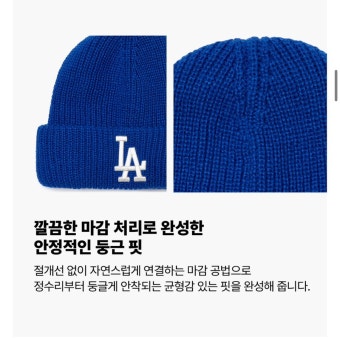 LA
깔끔한 마감 처리로 완성한
안정적인 둥근 핏
절개선 없이 자연스럽게 연결하는 마감 공법으로
정수리부터 둥글게 안착되는 균형감 있는 핏을 완성해 줍니다.